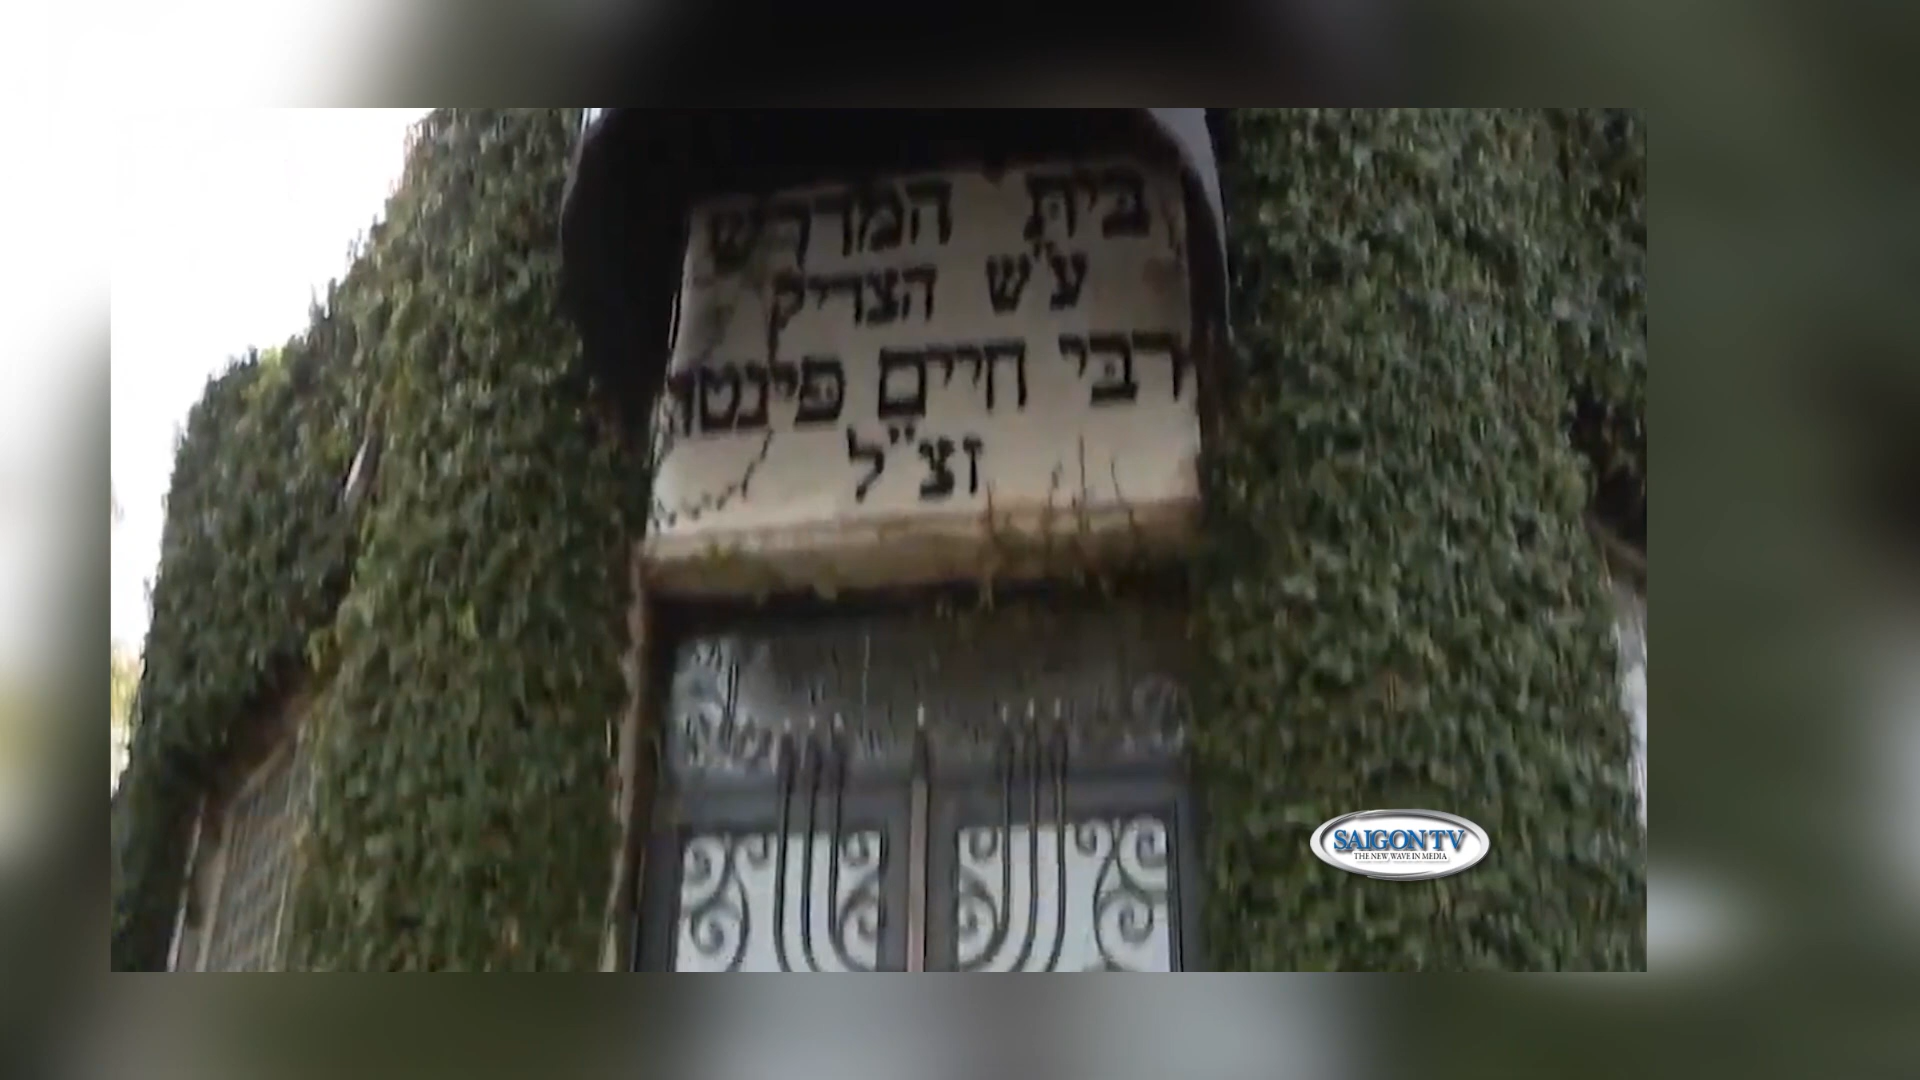 בית המדרש
ע"ש הצדיק
רבי חיים פינטו
זצ"ל
SAIGON TV
THE NEW WAVE IN MEDIA